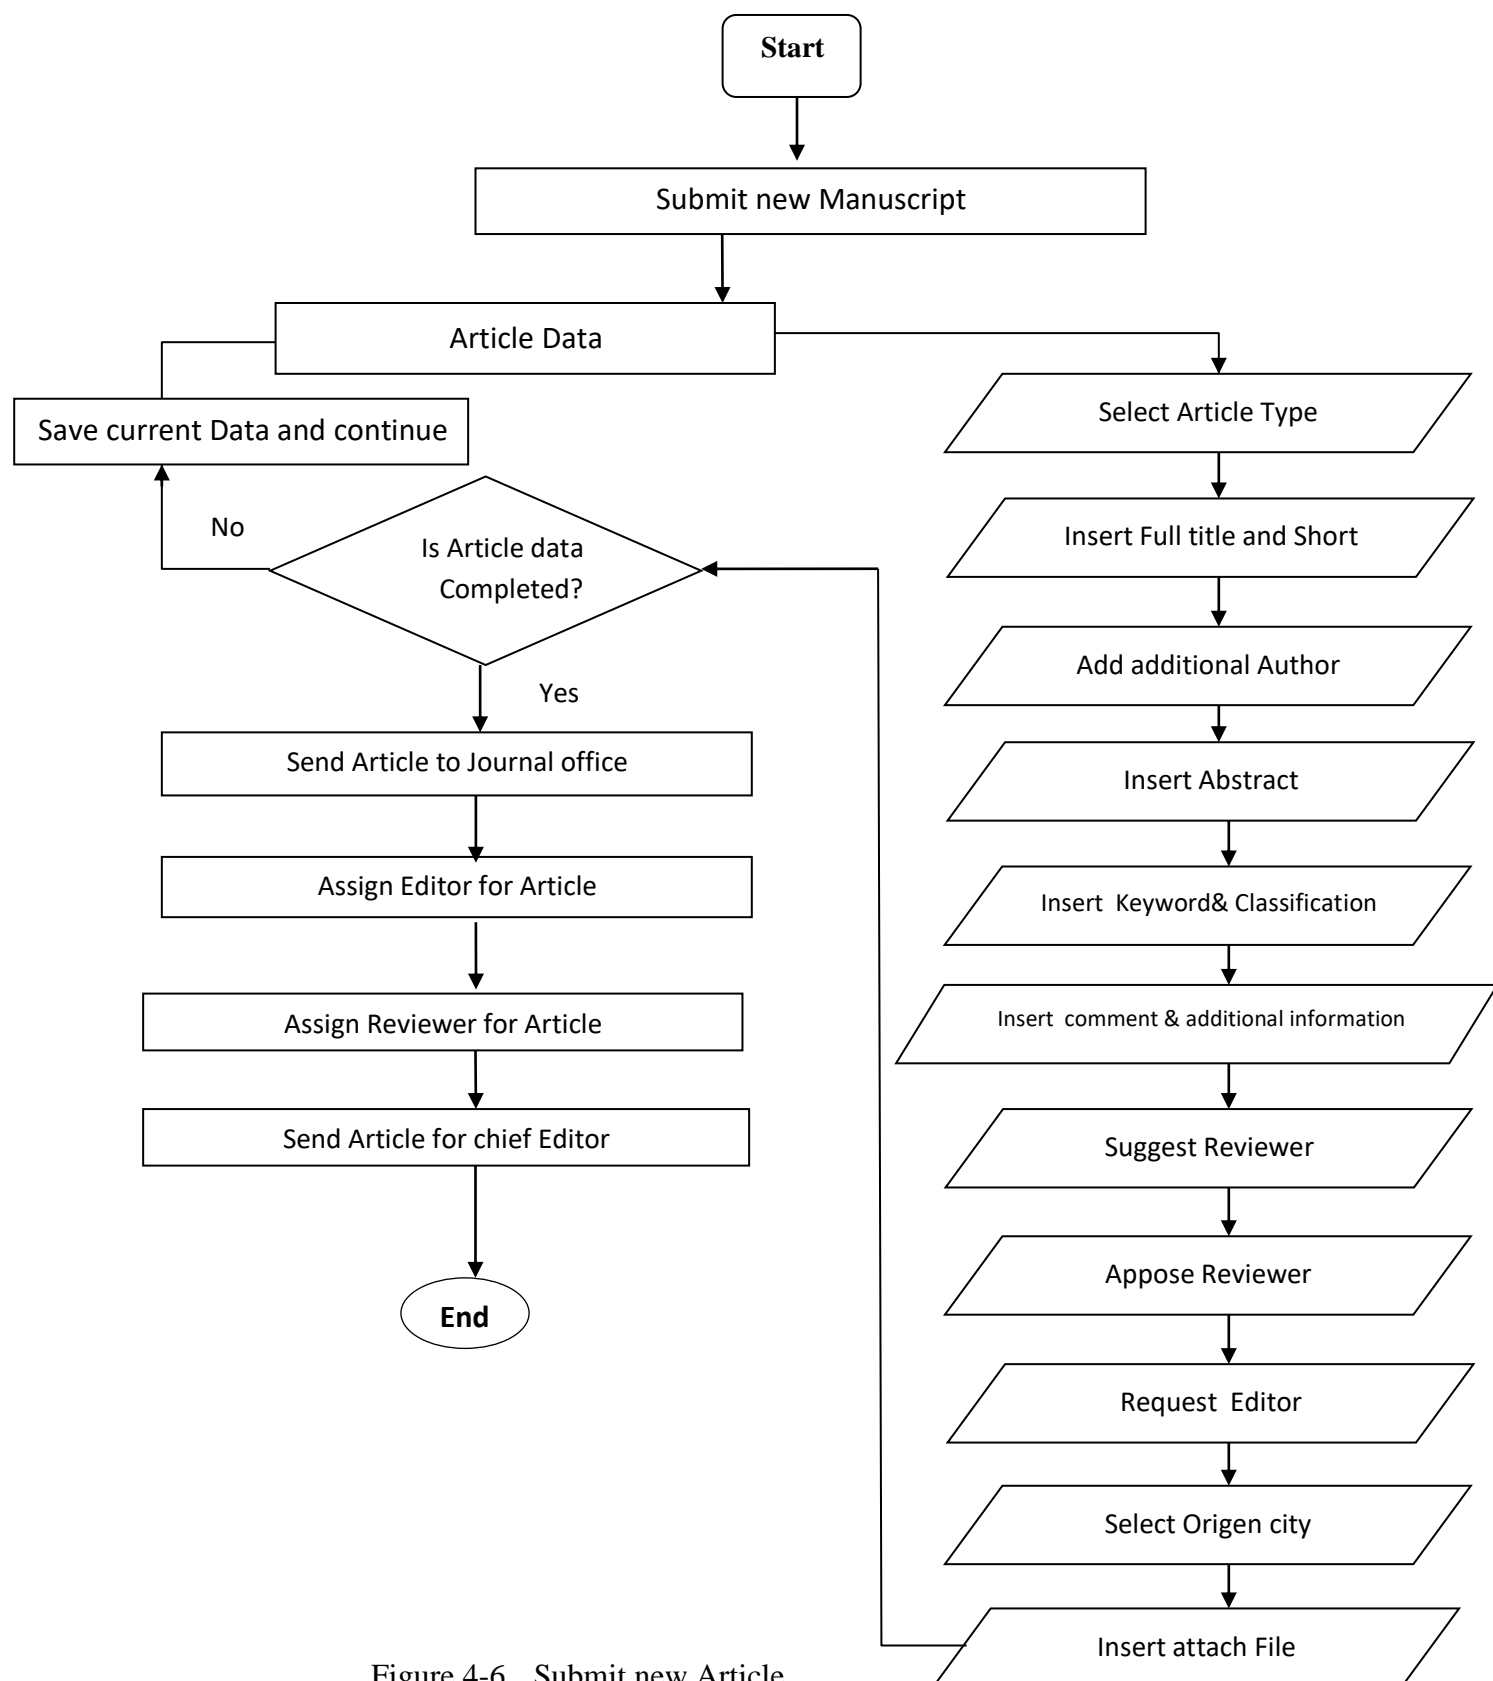 Start
Submit new Manuscript
Article Data
Select Article Type
Save current Data and continue
Insert Full title and Short
No
Is Article data
Completed?
Add additional Author
Yes
Send Article to Journal office
Insert Abstract
Assign Editor for Article
Insert Keyword& Classification
Assign Reviewer for Article
Insert comment & additional information
Send Article for chief Editor
Suggest Reviewer
Appose Reviewer
End
Request Editor
Select Origen city
Insert attach File
Figure 4-6 Submit new Article